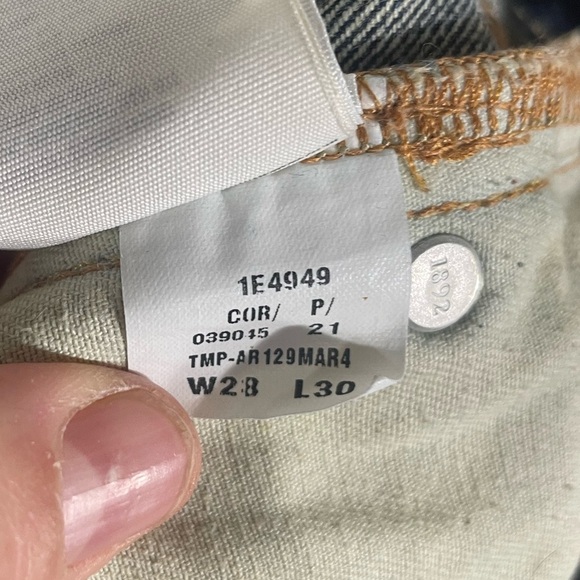 1E4949
COR/ P/
039045 21
TMP-AR129MAR4
W28 L30
1892